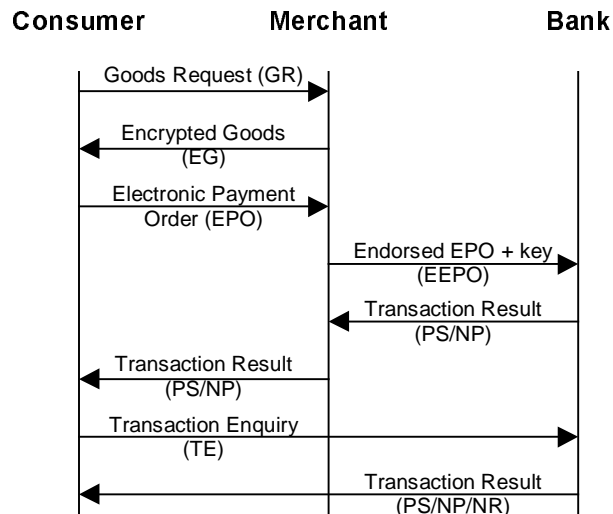 Consumer Merchant Bank
Goods Request (GR)
Encrypted Goods
(EG)
Electronic Payment
Order (EPO)
Endorsed EPO + key
(EEPO)
Transaction Result
(PS/NP)
Transaction Result
(PS/NP)
Transaction Enquiry
(TE)
Transaction Result
(PS/NP/NR)